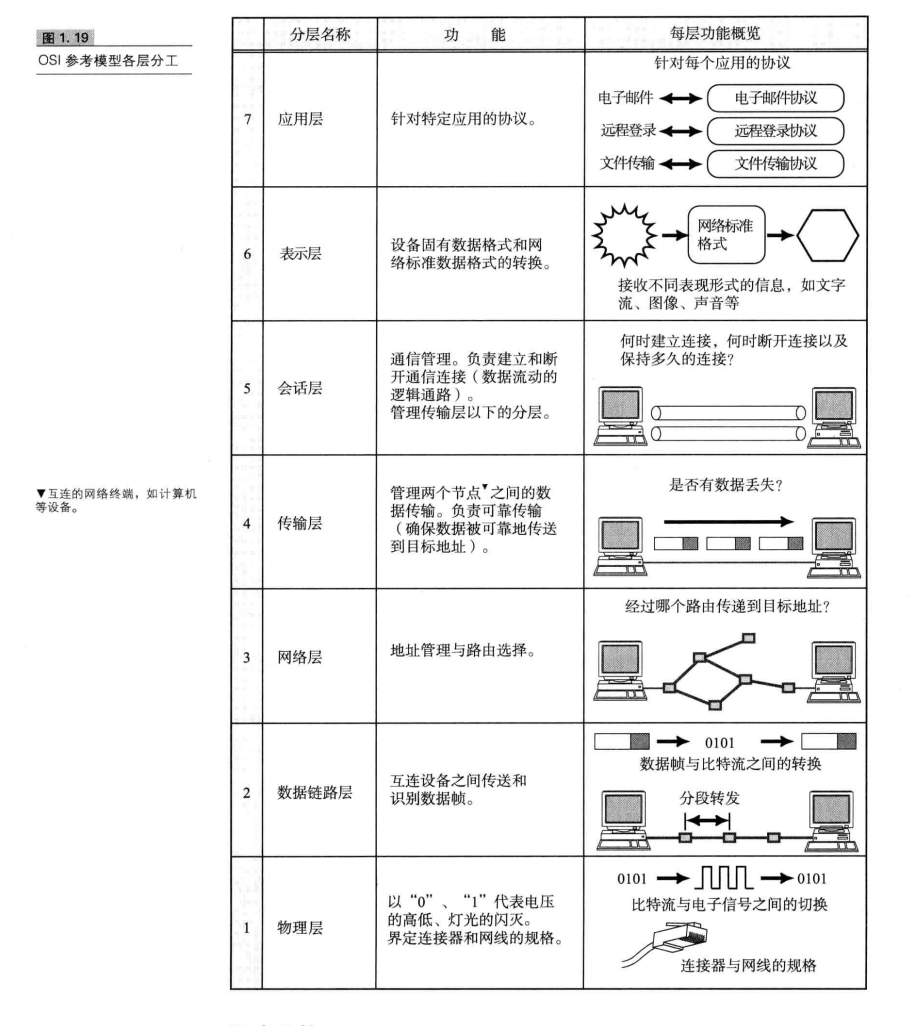 图 1.19
OSI 参考模型各层分工
分层名称 功 能 每层功能概览
7 应用层 针对特定应用的协议。
针对每个应用的协议
电子邮件 电子邮件协议
远程登录 远程登录协议
文件传输 文件传输协议
6 表示层
设备固有数据格式和网
络标准数据格式的转换。
网络标准
格式
接收不同表现形式的信息，如文字
流、图像、声音等
5 会话层
通信管理。负责建立和断
开通信连接（数据流动的
逻辑通路）。
管理传输层以下的分层。
何时建立连接，何时断开连接以及
保持多久的连接？
▼互连的网络终端，如计算机
等设备。
4 传输层
管理两个节点▼之间的数
据传输。负责可靠传输
（确保数据被可靠地传送
到目标地址）。
是否有数据丢失？
3 网络层 地址管理与路由选择。
经过哪个路由传递到目标地址？
2 数据链路层
互连设备之间传送和
识别数据帧。
0101
数据帧与比特流之间的转换
分段转发
1 物理层
以“0”、“1”代表电压
的高低、灯光的闪灭。
界定连接器和网线的规格。
0101 0101
比特流与电子信号之间的切换
连接器与网线的规格